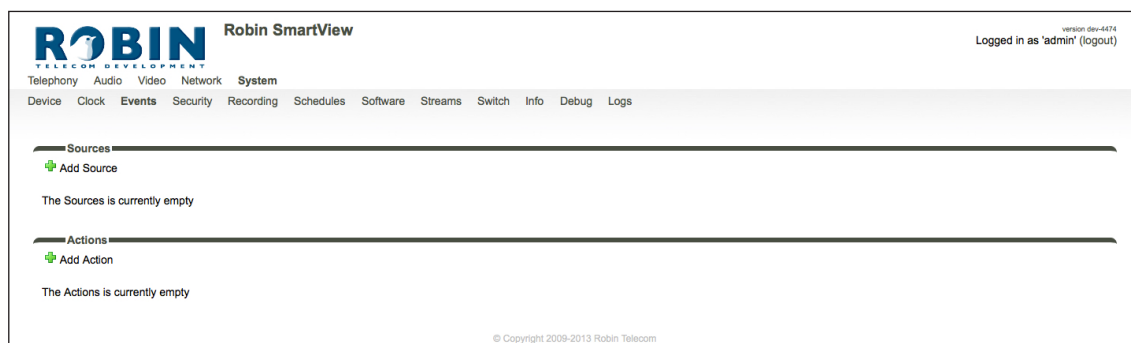 ROBIN
TELECOM DEVELOPMENT
Robin SmartView
version dev-4474
Logged in as 'admin' (logout)
Telephony Audio Video Network System
Device Clock Events Security Recording Schedules Software Streams Switch Info Debug Logs
Sources
Add Source
The Sources is currently empty
Actions
Add Action
The Actions is currently empty
© Copyright 2009-2013 Robin Telecom